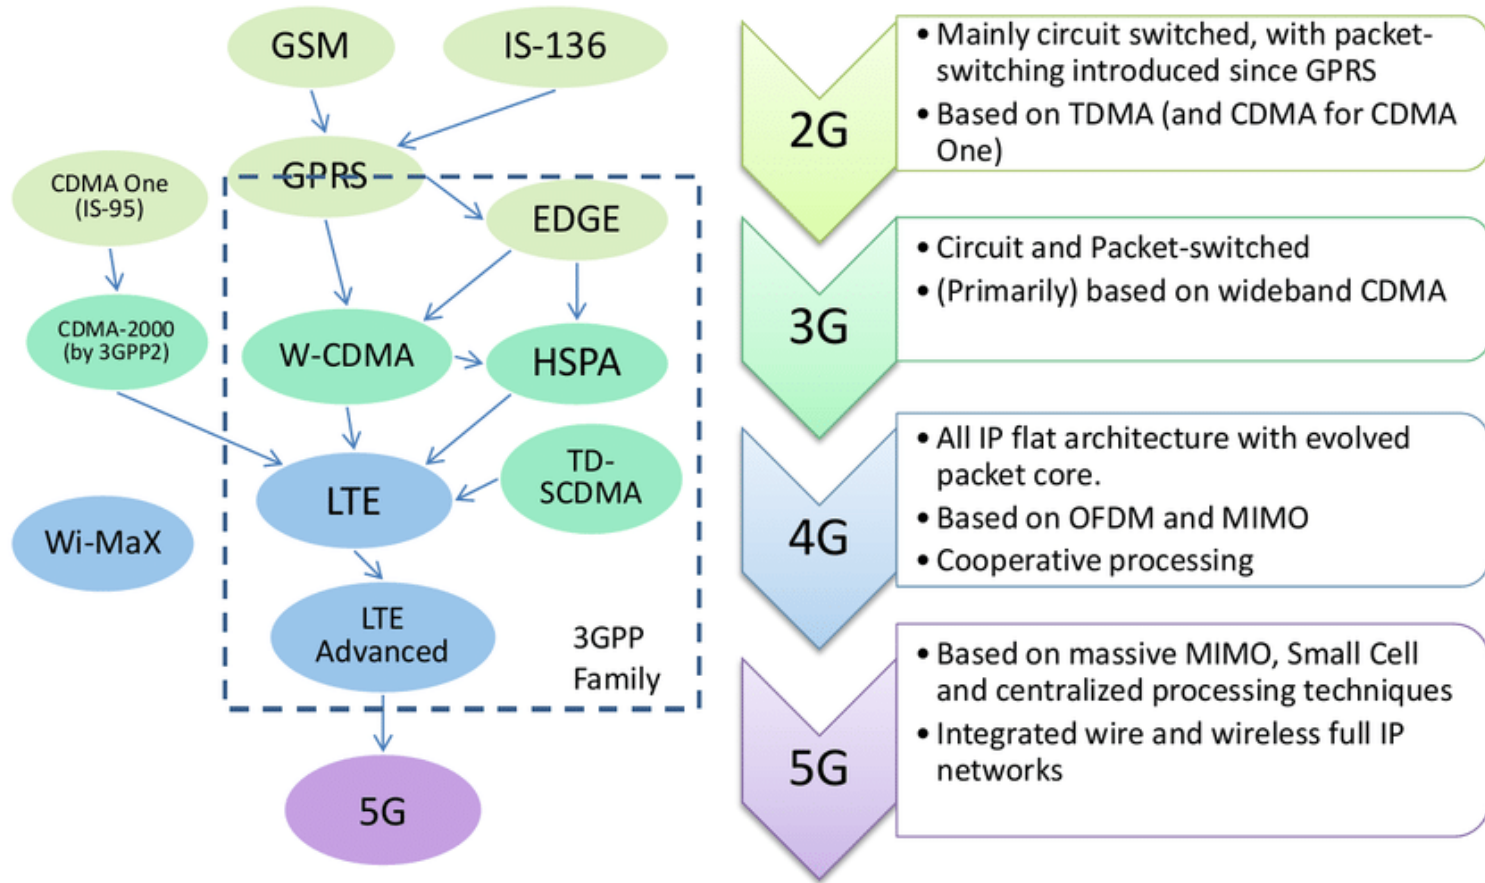 GSM
IS-136
GPRS
CDMA One
(IS-95)
EDGE
CDMA-2000
(by 3GPP2)
W-CDMA
HSPA
LTE
TD-
SCDMA
Wi-MaX
LTE
Advanced
3GPP
Family
5G
2G
• Mainly circuit switched, with packet-
switching introduced since GPRS
• Based on TDMA (and CDMA for CDMA
One)
3G
• Circuit and Packet-switched
• (Primarily) based on wideband CDMA
4G
• All IP flat architecture with evolved
packet core.
• Based on OFDM and MIMO
• Cooperative processing
5G
• Based on massive MIMO, Small Cell
and centralized processing techniques
• Integrated wire and wireless full IP
networks